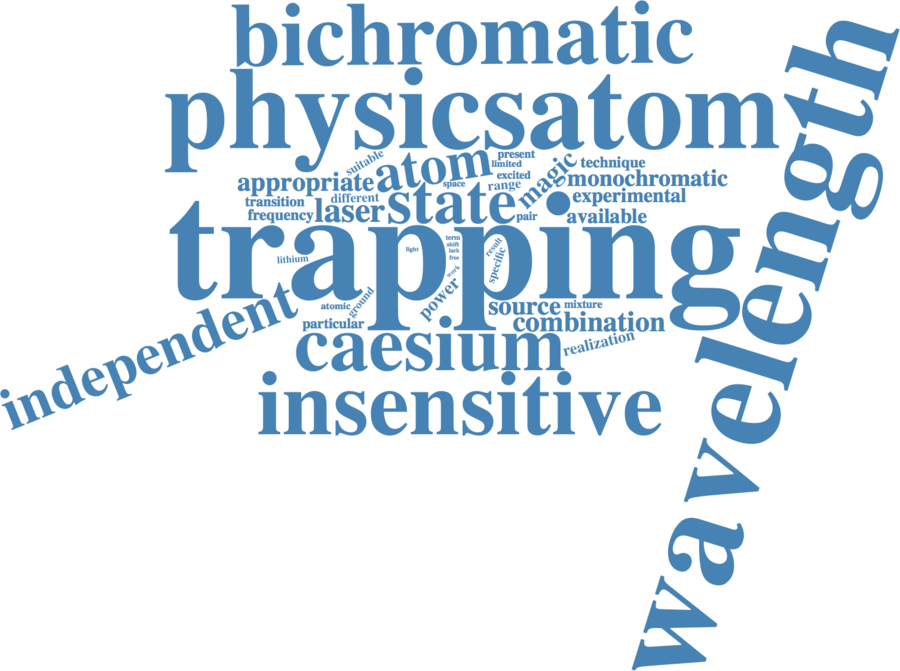 bichromatic
physicsatom
wavelength
suitable
atom
present
limited
technique
magic
excited
appropriate
space
range
monochromatic
different
experimental
transition
state
laser
frequency
pair
available
trapping
term
shift
lack
free
light
result
specific
lithium
work
ground
power
atomic
source
mixture
independent
particular
combination
caesium
realization
insensitive